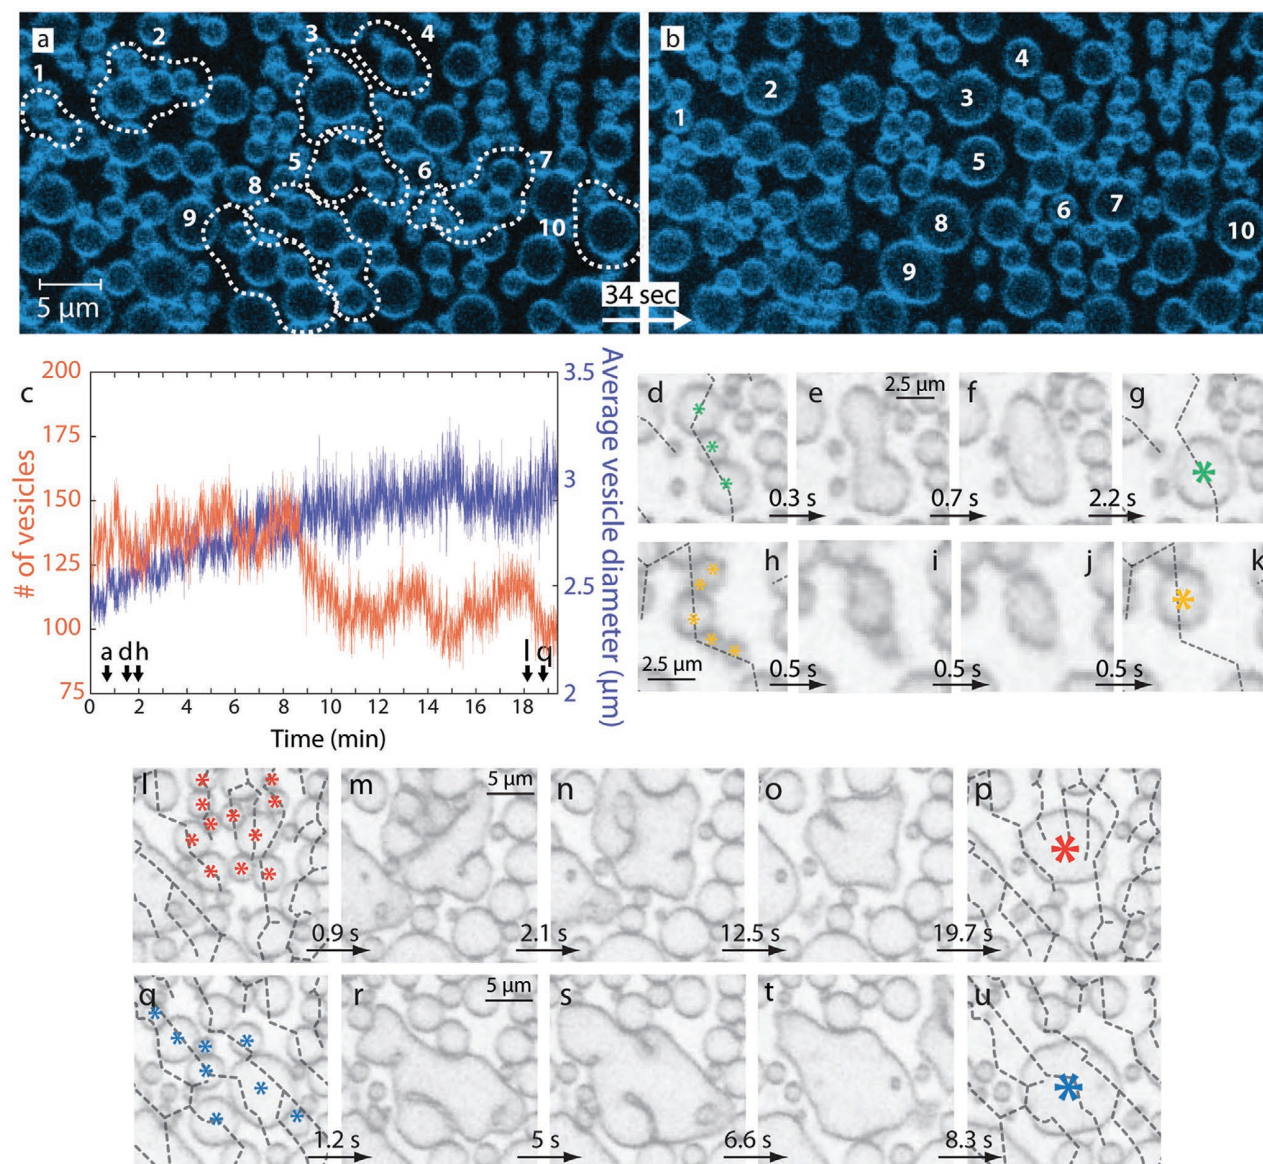 a
1
2
3
4
5
6
7
8
9
10
5 µm
34 sec
b
1
2
3
4
5
6
7
8
9
10
c
# of vesicles
200
175
150
125
100
75
Average vesicle diameter (µm)
3.5
3
2.5
2
a d h l q
0 2 4 6 8 10 12 14 16 18
Time (min)
d
0.3 s
e
2.5 µm
0.7 s
f
2.2 s
g
h
2.5 µm
0.5 s
i
0.5 s
j
0.5 s
k
l
0.9 s
m
5 µm
2.1 s
n
12.5 s
o
19.7 s
p
q
1.2 s
r
5 µm
5 s
s
6.6 s
t
8.3 s
u